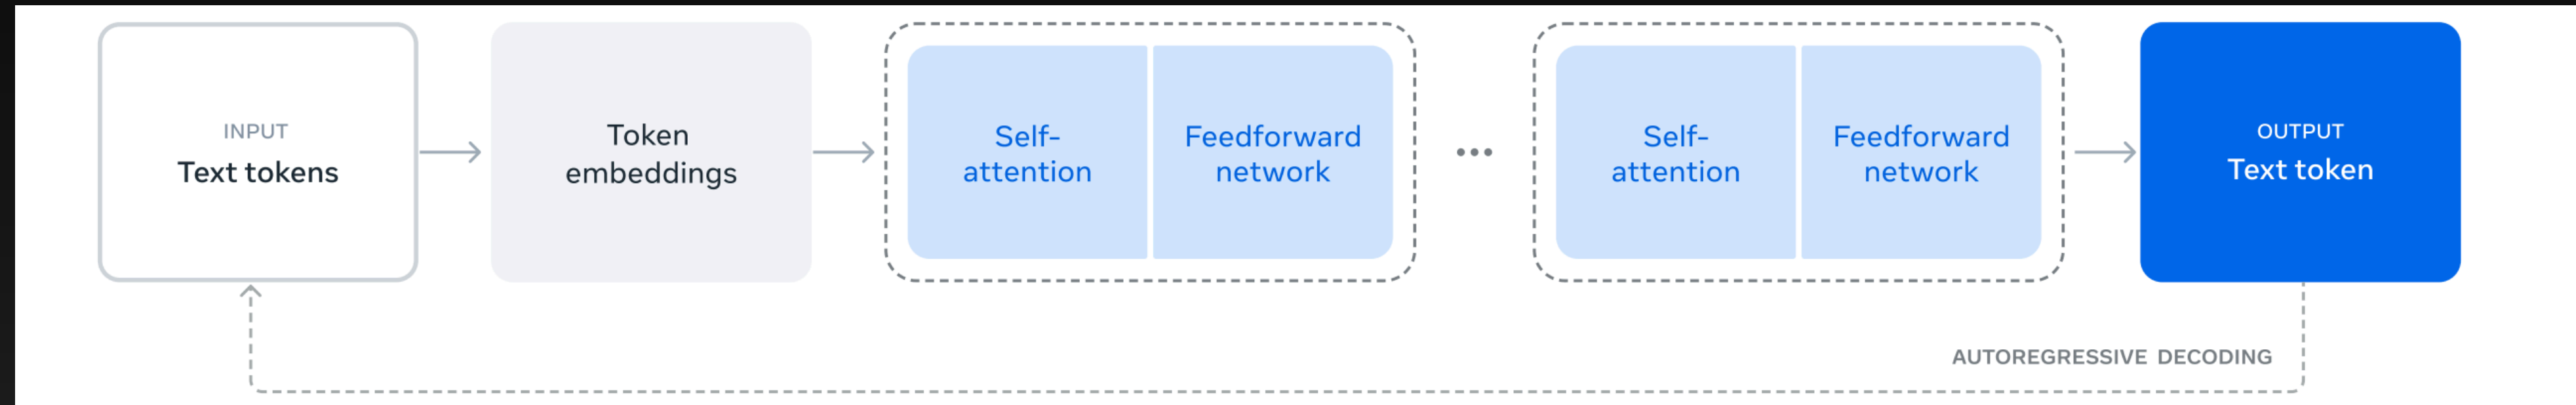 INPUT
Text tokens
Token
embeddings
Self-
attention
Feedforward
network
Self-
attention
Feedforward
network
OUTPUT
Text token
AUTOREGRESSIVE DECODING